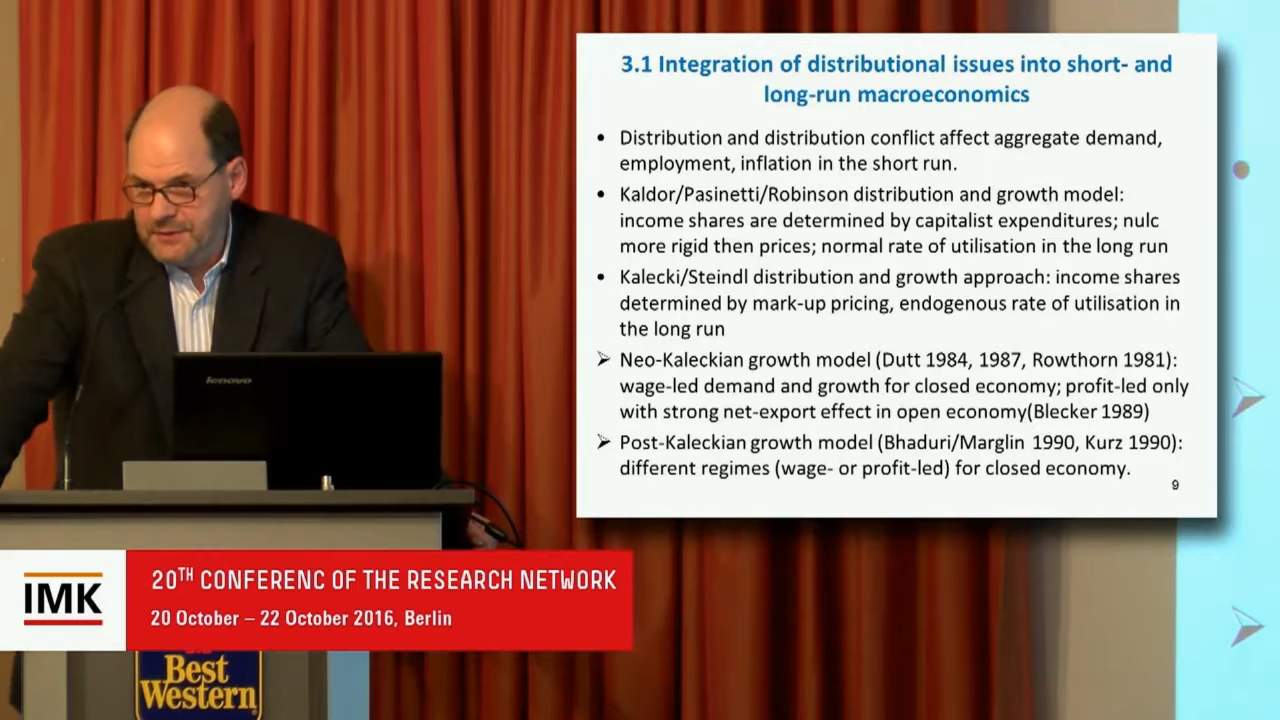 3.1 Integration of distributional issues into short- and
long-run macroeconomics
• Distribution and distribution conflict affect aggregate demand,
employment, inflation in the short run.
• Kaldor/Pasinetti/Robinson distribution and growth model:
income shares are determined by capitalist expenditures; nulc
more rigid then prices; normal rate of utilisation in the long run
• Kalecki/Steindl distribution and growth approach: income shares
determined by mark-up pricing, endogenous rate of utilisation in
the long run
➢ Neo-Kaleckian growth model (Dutt 1984, 1987, Rowthorn 1981):
wage-led demand and growth for closed economy; profit-led only
with strong net-export effect in open economy(Blecker 1989)
➢ Post-Kaleckian growth model (Bhaduri/Marglin 1990, Kurz 1990):
different regimes (wage- or profit-led) for closed economy.
9
lenovo
IMK
20TH CONFERENC OF THE RESEARCH NETWORK
20 October – 22 October 2016, Berlin
Best
Western